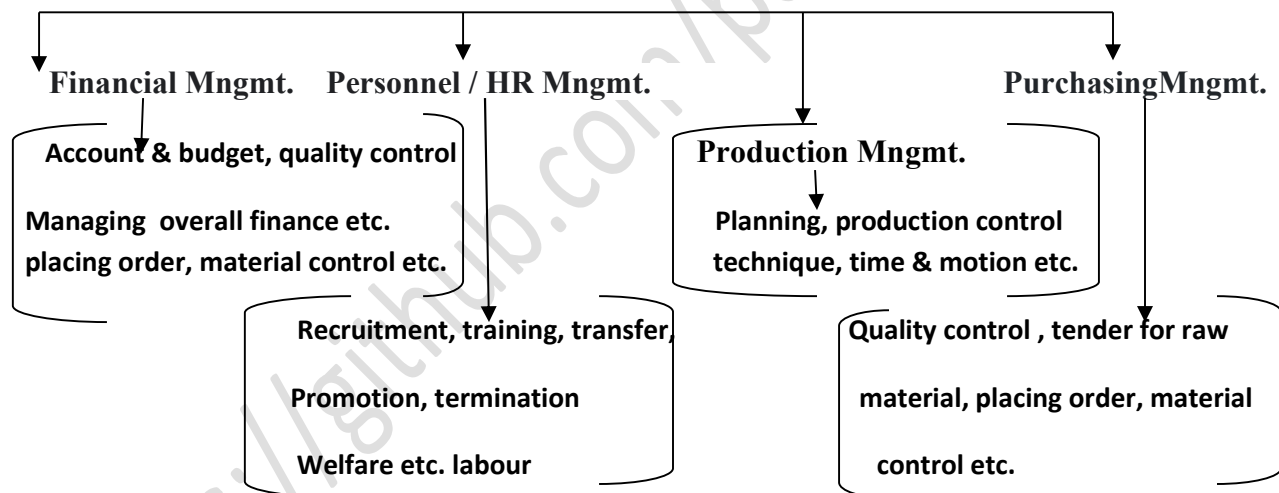 Financial Mngmt.
Personnel / HR Mngmt.
PurchasingMngmt.
Account & budget, quality control
Managing overall finance etc.
placing order, material control etc.
Production Mngmt.
Planning, production control
technique, time & motion etc.
Recruitment, training, transfer,
Promotion, termination
Welfare etc. labour
Quality control , tender for raw
material, placing order, material
control etc.
://github.com/p